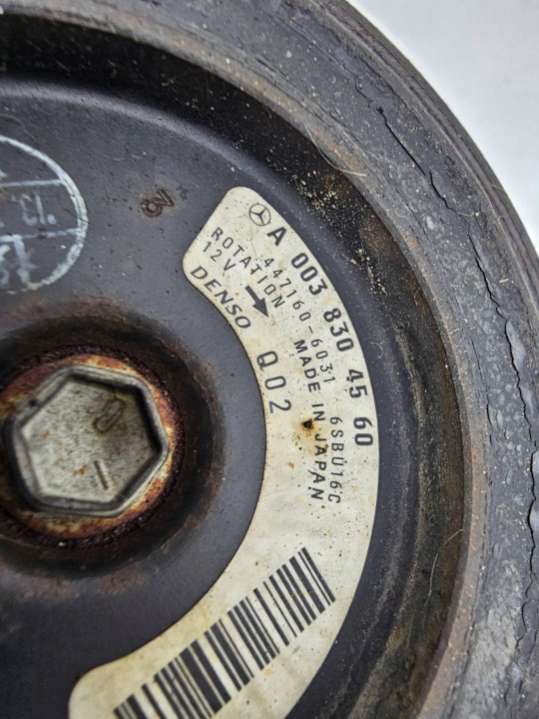 A 003 830 45 60
447160-6031 6SBU16C
ROTATION MADE IN JAPAN
12V
DENSO Q02